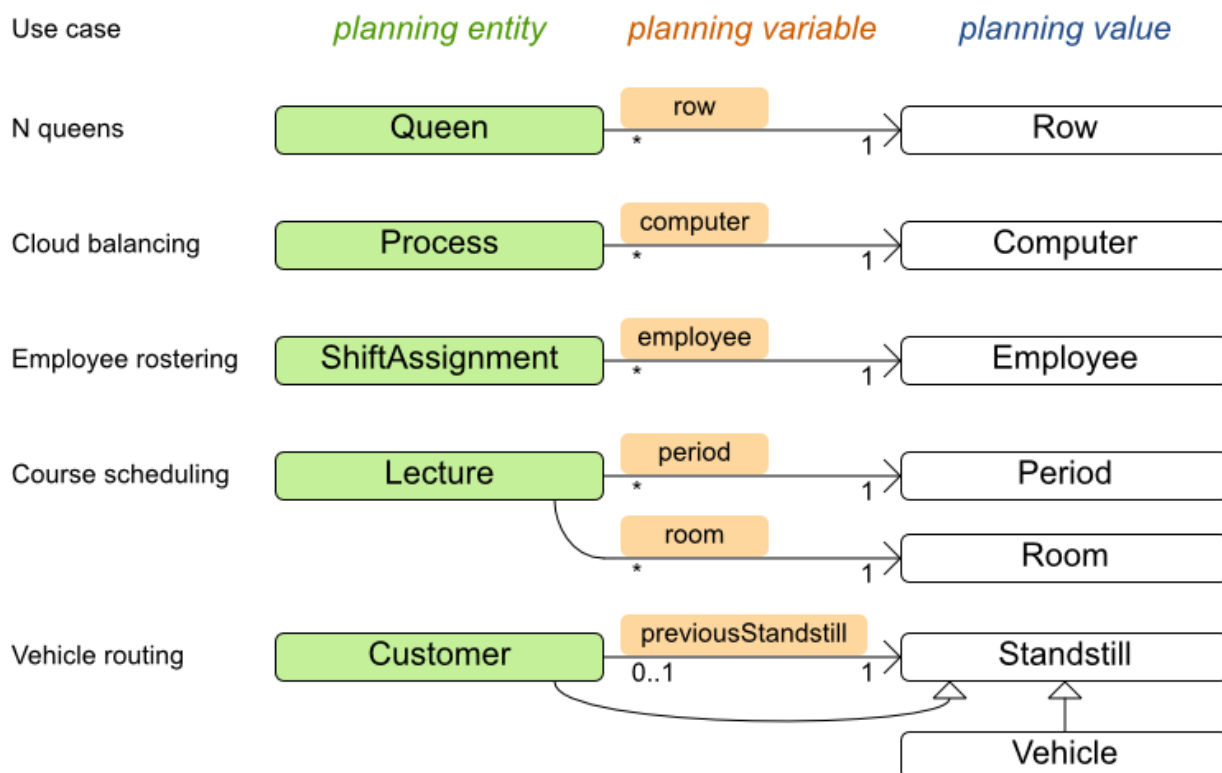 Use case planning entity planning variable planning value
N queens Queen row * 1 Row
Cloud balancing Process computer * 1 Computer
Employee rostering ShiftAssignment employee * 1 Employee
Course scheduling Lecture period * 1 Period
room * 1 Room
Vehicle routing Customer previousStandstill 0..1 1 Standstill
Vehicle